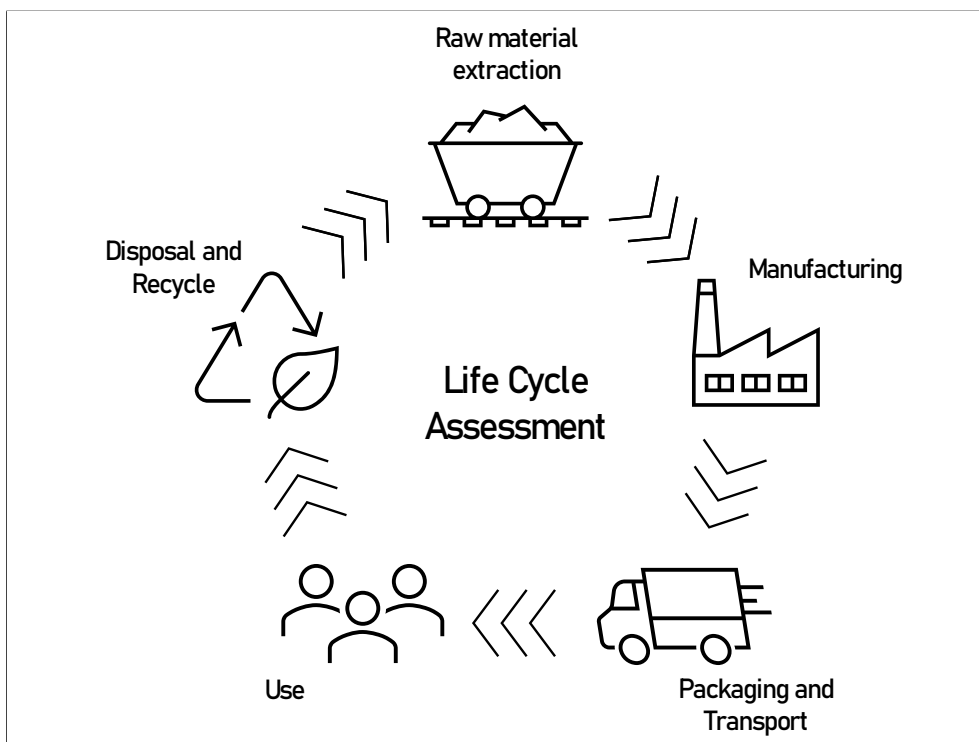 Raw material
extraction
Manufacturing
Packaging and
Transport
Use
Disposal and
Recycle
Life Cycle
Assessment